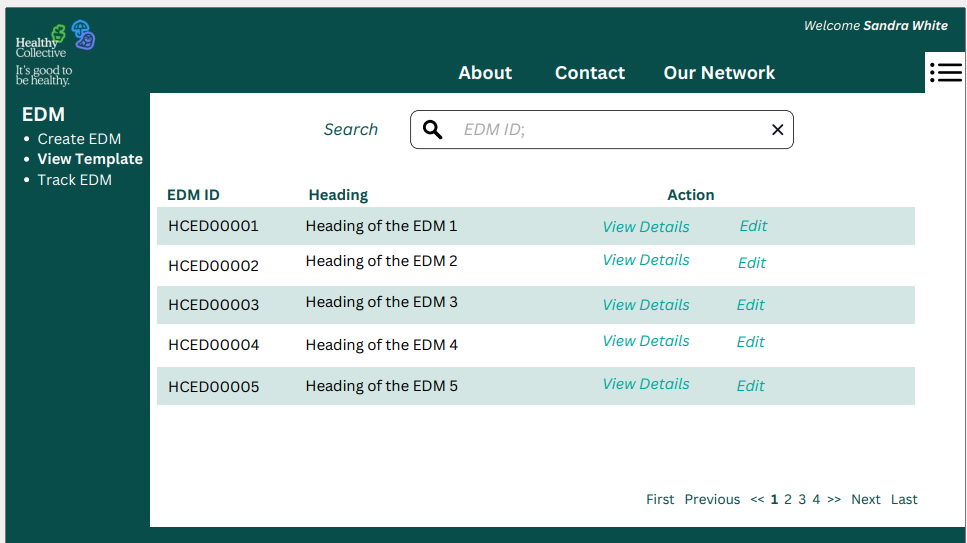 Welcome Sandra White
Healthy
Collective
It's good to
be healthy.
About Contact Our Network
EDM
• Create EDM
• View Template
• Track EDM
Search EDM ID;
EDM ID Heading Action
HCED00001 Heading of the EDM 1 View Details Edit
HCED00002 Heading of the EDM 2 View Details Edit
HCED00003 Heading of the EDM 3 View Details Edit
HCED00004 Heading of the EDM 4 View Details Edit
HCED00005 Heading of the EDM 5 View Details Edit
First Previous << 1 2 3 4 >> Next Last